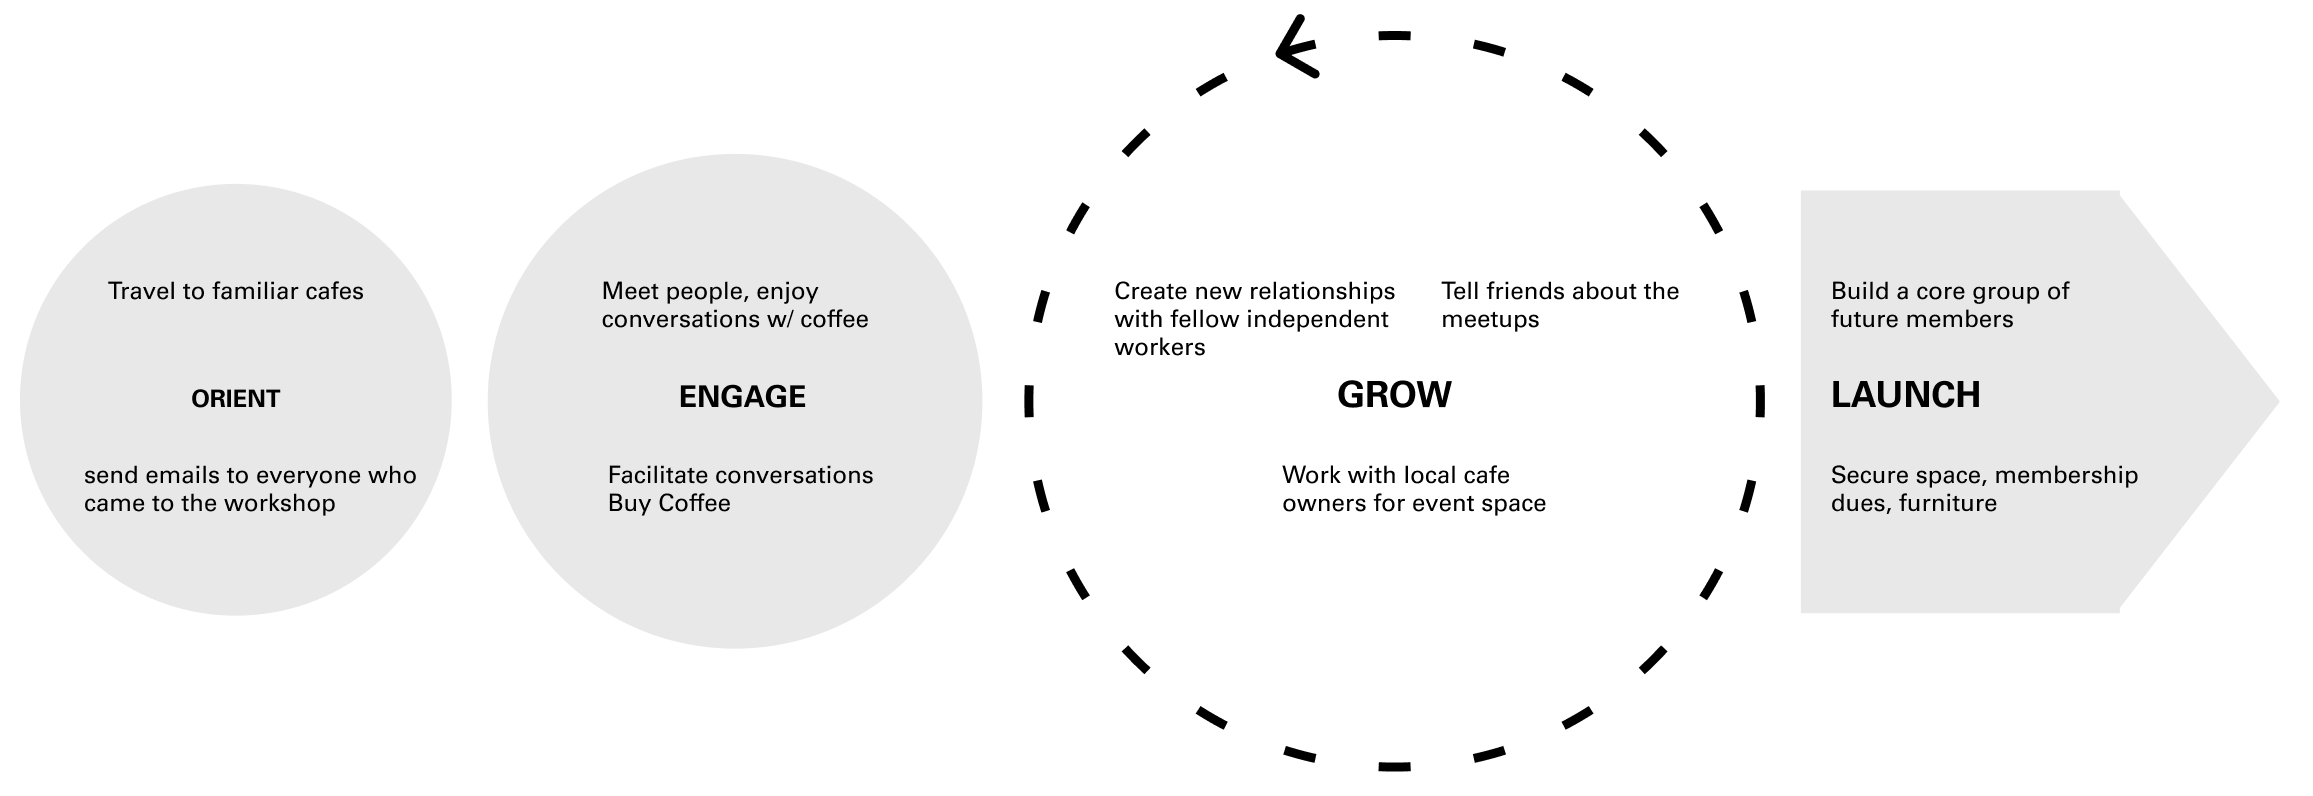 Travel to familiar cafes
ORIENT
send emails to everyone who
came to the workshop
Meet people, enjoy
conversations w/ coffee
ENGAGE
Facilitate conversations
Buy Coffee
Create new relationships
with fellow independent
workers
Tell friends about the
meetups
GROW
Work with local cafe
owners for event space
Build a core group of
future members
LAUNCH
Secure space, membership
dues, furniture